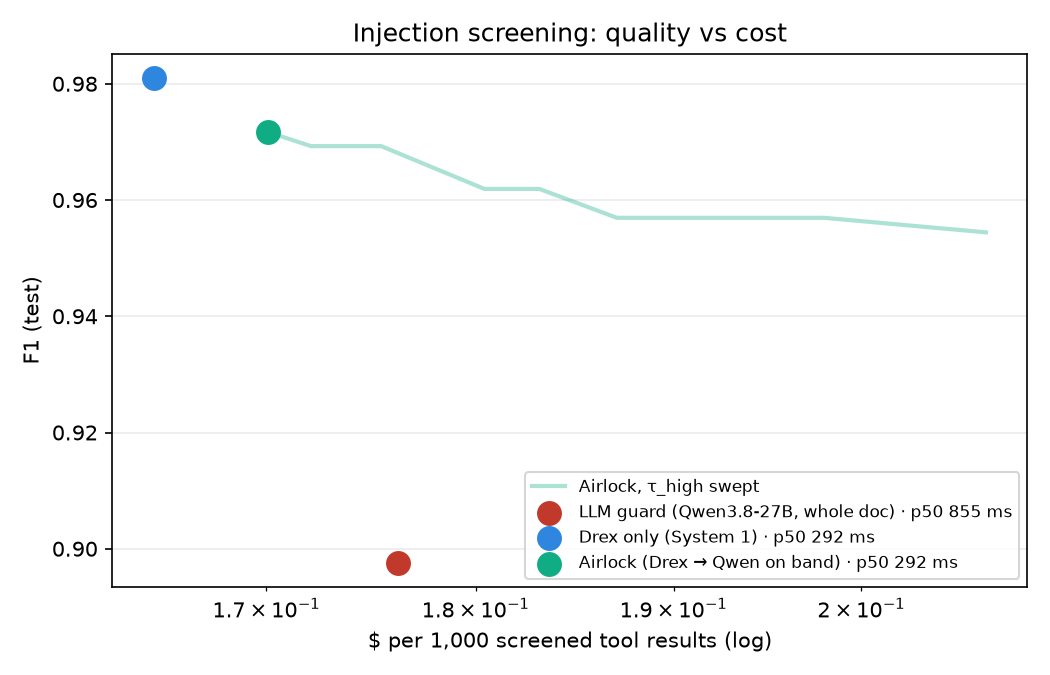 Injection screening: quality vs cost
F1 (test)
0.98
0.96
0.94
0.92
0.90
Airlock, τ_high swept
LLM guard (Qwen3.8-27B, whole doc) · p50 855 ms
Drex only (System 1) · p50 292 ms
Airlock (Drex → Qwen on band) · p50 292 ms
1.7 × 10⁻¹ 1.8 × 10⁻¹ 1.9 × 10⁻¹ 2 × 10⁻¹
$ per 1,000 screened tool results (log)